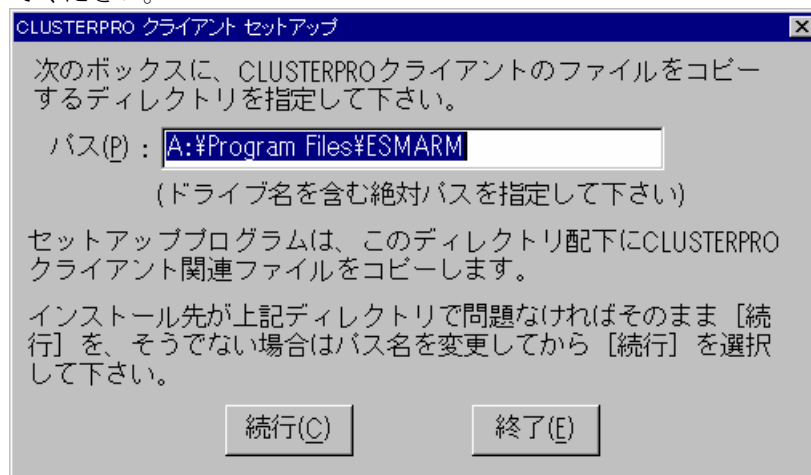 てください。
CLUSTERPRO クライアント セットアップ
次のボックスに、CLUSTERPROクライアントのファイルをコピー
するディレクトリを指定して下さい。
パス(P) : A:¥Program Files¥ESMARM
(ドライブ名を含む絶対パスを指定して下さい)
セットアッププログラムは、このディレクトリ配下にCLUSTERPRO
クライアント関連ファイルをコピーします。
インストール先が上記ディレクトリで問題なければそのまま［続
行］を、そうでない場合はパス名を変更してから［続行］を選択
して下さい。
続行(C) 終了(E)